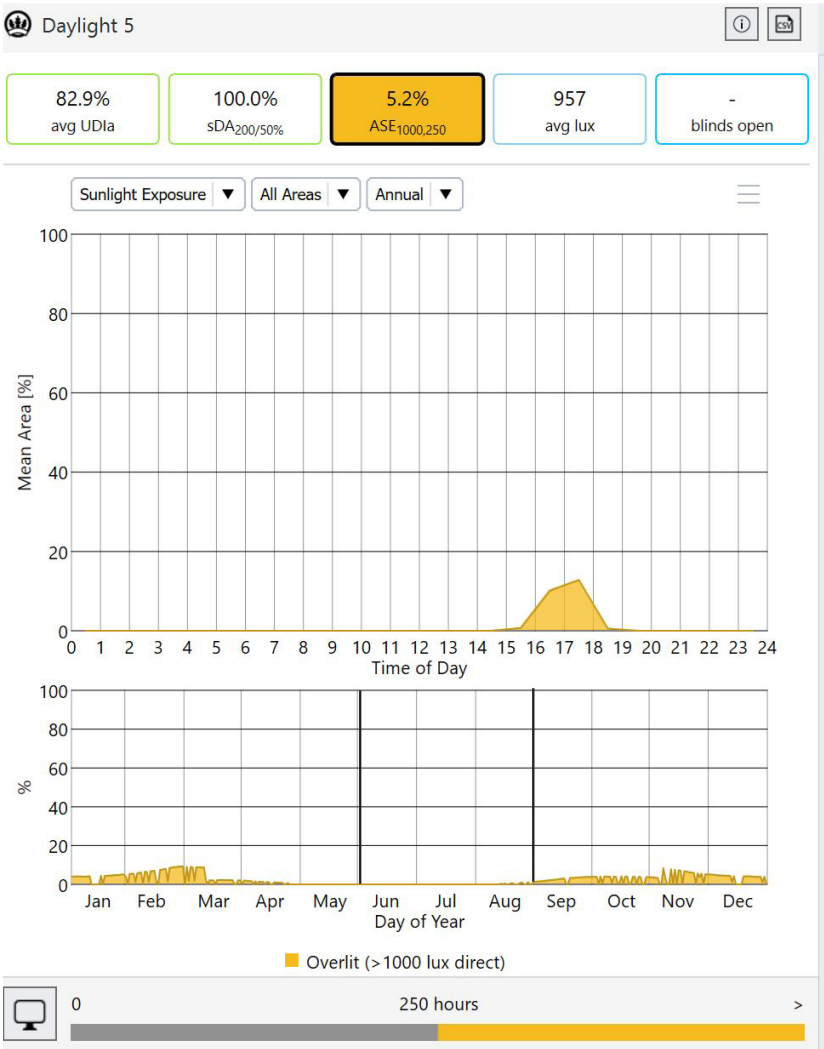 Daylight 5
CSV
82.9% 100.0% 5.2% 957 -
avg UDIa sDA200/50% ASE1000,250 avg lux blinds open
Sunlight Exposure ▼ All Areas ▼ Annual ▼
100
80
60
40
20
0
Mean Area [%]
0 1 2 3 4 5 6 7 8 9 10 11 12 13 14 15 16 17 18 19 20 21 22 23 24
Time of Day
100
80
60
40
20
0
%
Jan Feb Mar Apr May Jun Jul Aug Sep Oct Nov Dec
Day of Year
Overlit (>1000 lux direct)
0 250 hours >